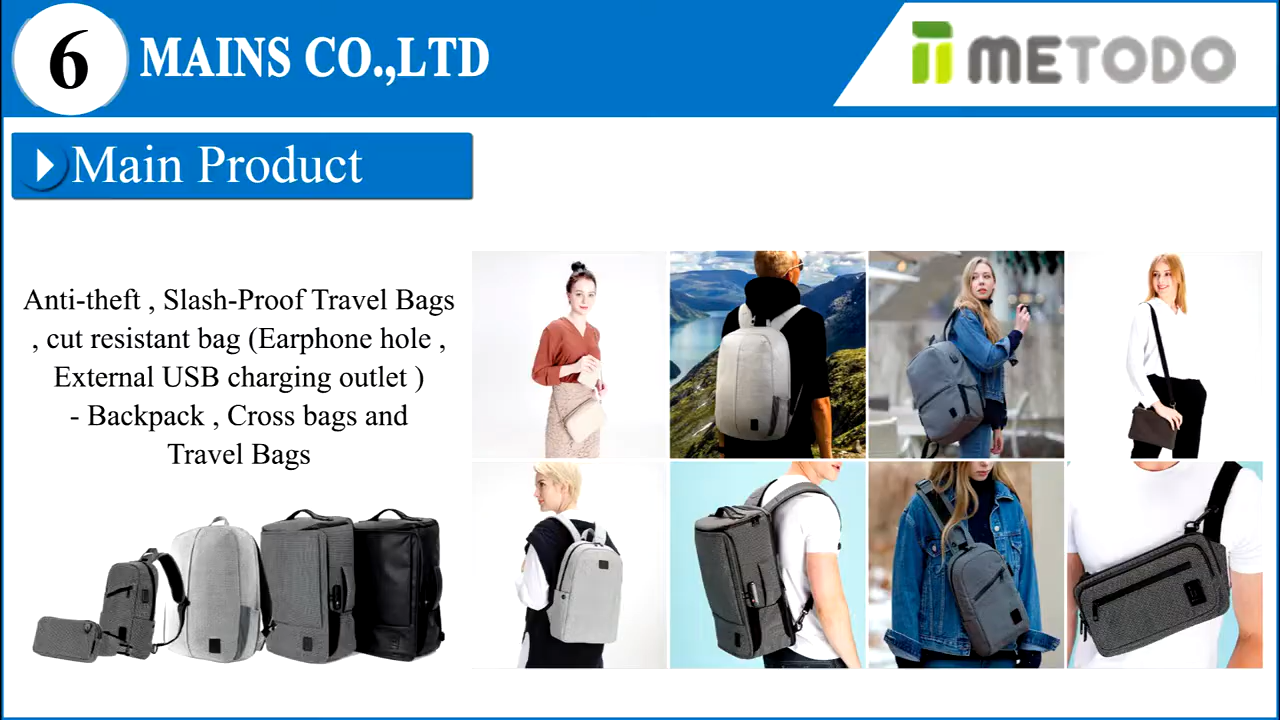 6
MAINS CO.,LTD
METODO
Main Product
Anti-theft , Slash-Proof Travel Bags
, cut resistant bag (Earphone hole ,
External USB charging outlet )
- Backpack , Cross bags and
Travel Bags